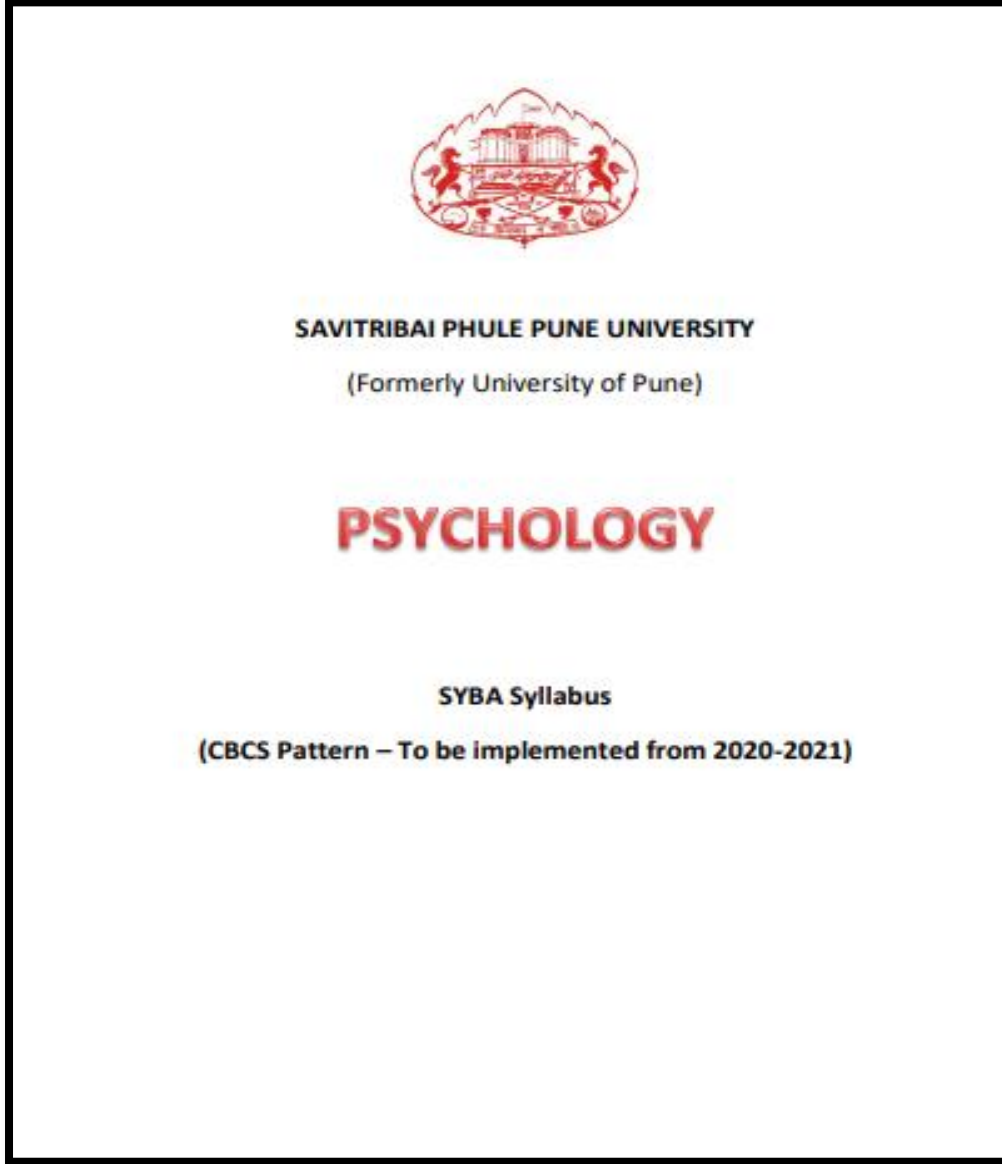 SAVITRIBAI PHULE PUNE UNIVERSITY
(Formerly University of Pune)
PSYCHOLOGY
SYBA Syllabus
(CBCS Pattern – To be implemented from 2020-2021)